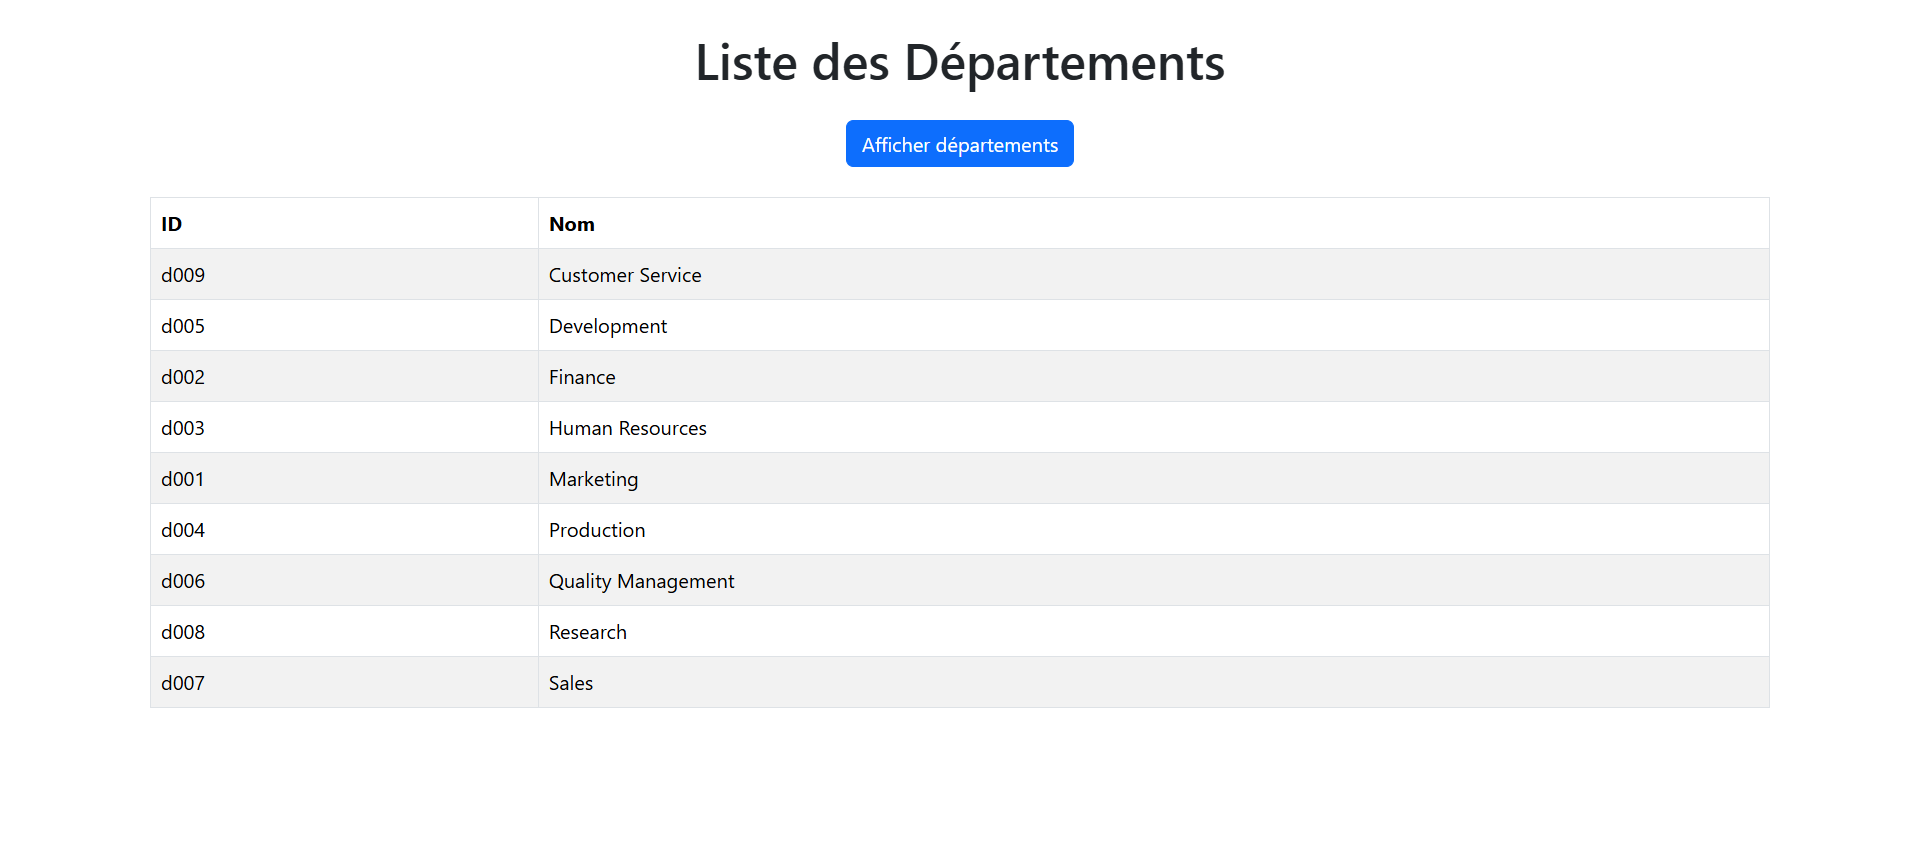 Liste des Départements
Afficher départements
ID Nom
d009 Customer Service
d005 Development
d002 Finance
d003 Human Resources
d001 Marketing
d004 Production
d006 Quality Management
d008 Research
d007 Sales